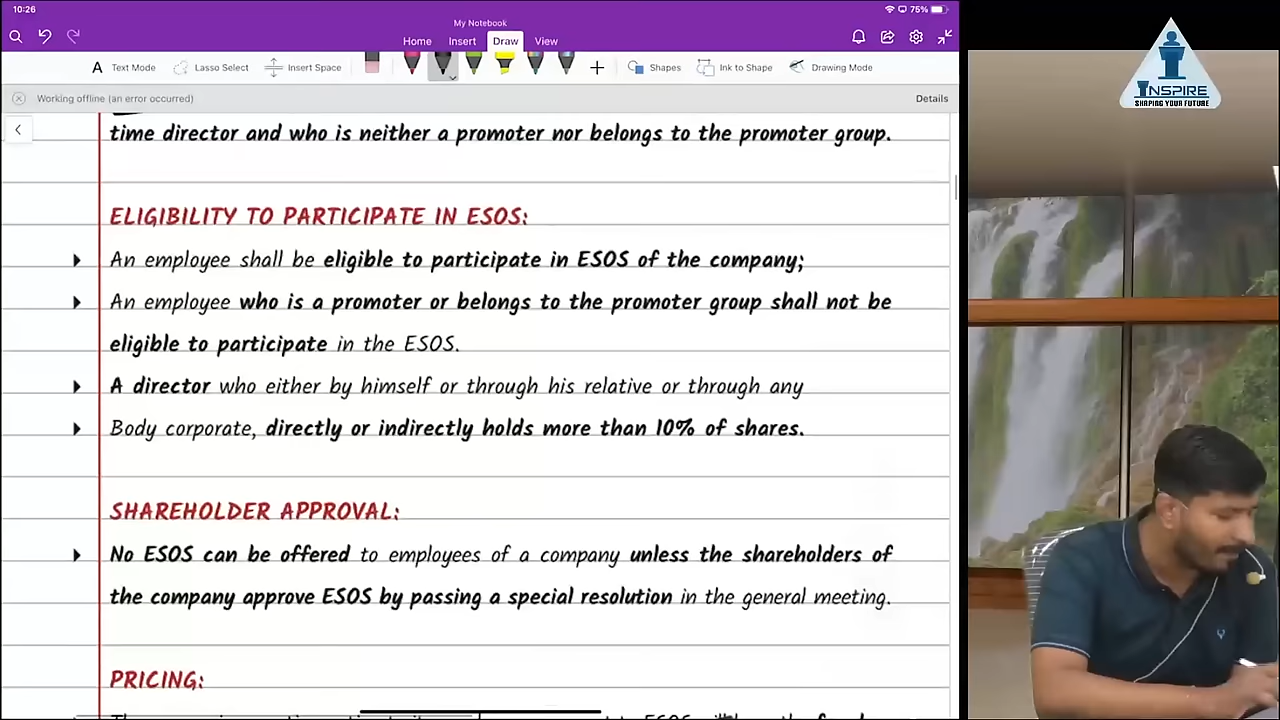 10:26
75%
My Notebook
Home Insert Draw View
Text Mode Lasso Select Insert Space Shapes Ink to Shape Drawing Mode
Working offline (an error occurred) Details
time director and who is neither a promoter nor belongs to the promoter group.
ELIGIBILITY TO PARTICIPATE IN ESOS:
An employee shall be eligible to participate in ESOS of the company;
An employee who is a promoter or belongs to the promoter group shall not be
eligible to participate in the ESOS.
A director who either by himself or through his relative or through any
Body corporate, directly or indirectly holds more than 10% of shares.
SHAREHOLDER APPROVAL:
No ESOS can be offered to employees of a company unless the shareholders of
the company approve ESOS by passing a special resolution in the general meeting.
PRICING:
INSPIRE
SHAPING YOUR FUTURE